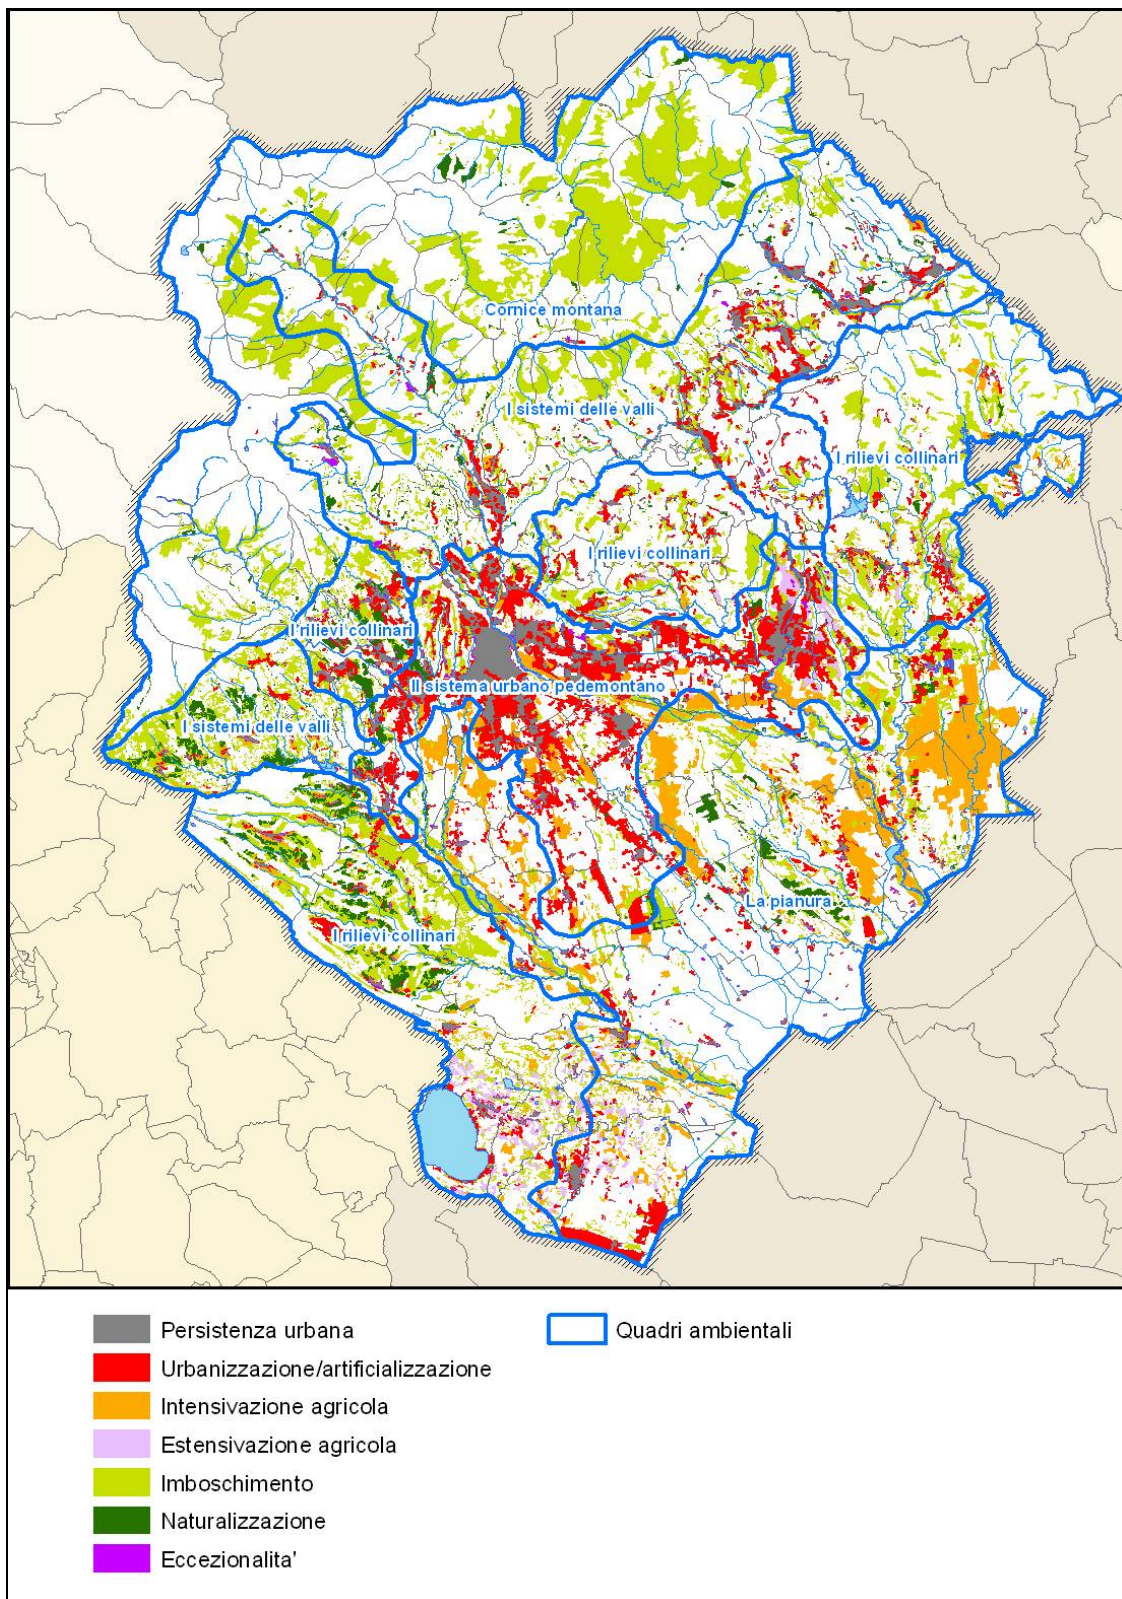 Cornice montana
I sistemi delle valli
I rilievi collinari
I rilievi collinari
I rilievi collinari
Il sistema urbano pedemontano
I sistemi delle valli
La pianura
I rilievi collinari
Persistenza urbana
Quadri ambientali
Urbanizzazione/artificializzazione
Intensivazione agricola
Estensivazione agricola
Imboschimento
Naturalizzazione
Eccezionalita'